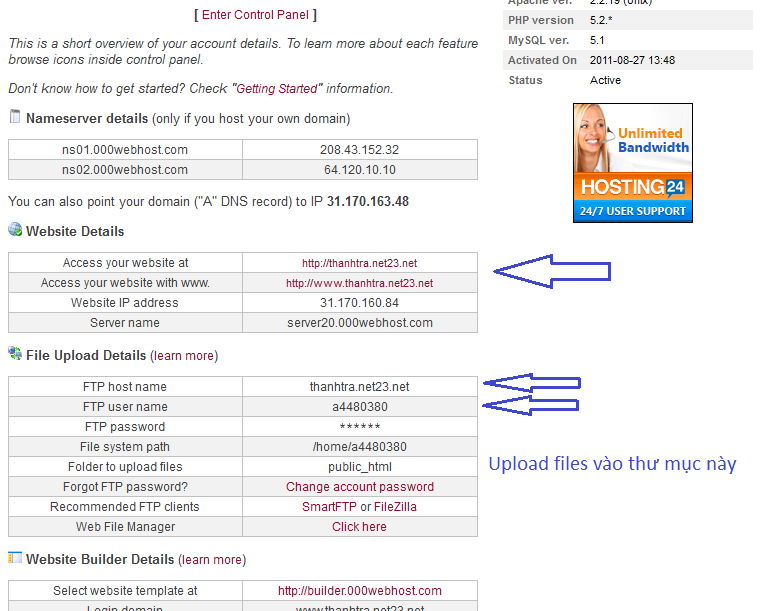 [ Enter Control Panel ]
This is a short overview of your account details. To learn more about each feature
browse icons inside control panel.
Don't know how to get started? Check "Getting Started" information.
Nameserver details (only if you host your own domain)
ns01.000webhost.com 208.43.152.32
ns02.000webhost.com 64.120.10.10
You can also point your domain ("A" DNS record) to IP 31.170.163.48
Website Details
Access your website at http://thanhtra.net23.net
Access your website with www. http://www.thanhtra.net23.net
Website IP address 31.170.160.84
Server name server20.000webhost.com
File Upload Details (learn more)
FTP host name thanhtra.net23.net
FTP user name a4480380
FTP password ******
File system path /home/a4480380
Folder to upload files public_html
Forgot FTP password? Change account password
Recommended FTP clients SmartFTP or FileZilla
Web File Manager Click here
Website Builder Details (learn more)
Select website template at http://builder.000webhost.com
Login domain www.thanhtra.net23.net
Apache ver. 2.2.19 (Unix)
PHP version 5.2.*
MySQL ver. 5.1
Activated On 2011-08-27 13:48
Status Active
Unlimited
Bandwidth
HOSTING24
24/7 USER SUPPORT
Upload files vào thư mục này